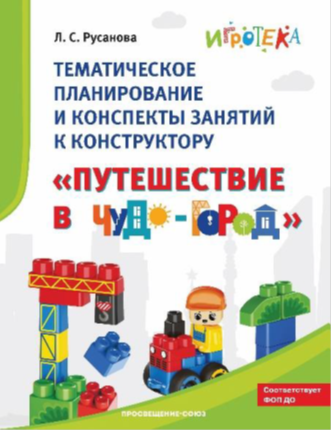 Л. С. Русанова
ИГРОТЕКА
ТЕМАТИЧЕСКОЕ
ПЛАНИРОВАНИЕ
И КОНСПЕКТЫ ЗАНЯТИЙ
К КОНСТРУКТОРУ
«ПУТЕШЕСТВИЕ
В ЧУДО-ГОРОД»
Соответствует
ФОП ДО
ПРОСВЕЩЕНИЕ-СОЮЗ